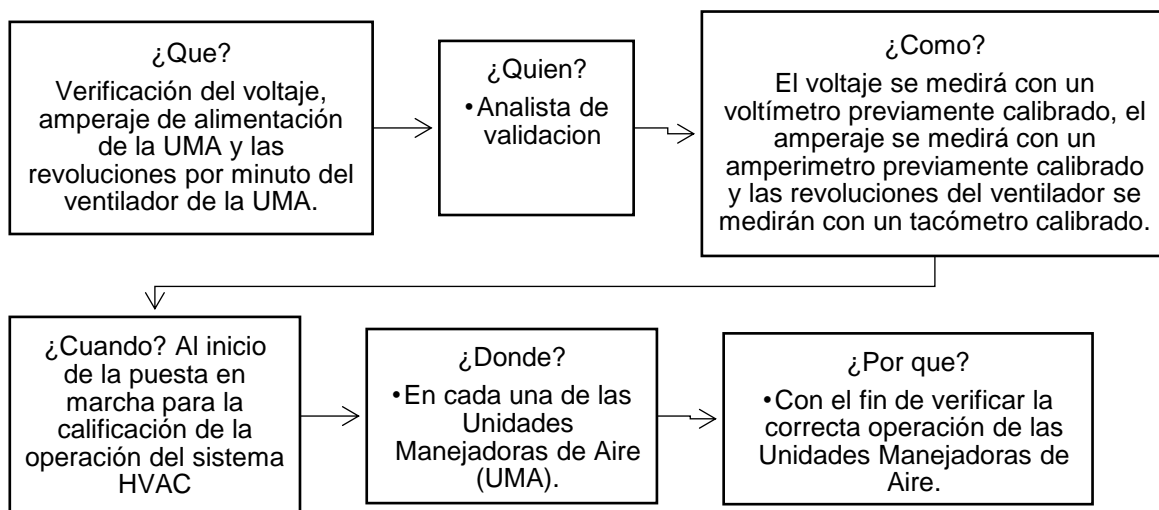 ¿Que?
Verificación del voltaje,
amperaje de alimentación
de la UMA y las
revoluciones por minuto del
ventilador de la UMA.
¿Quien?
•Analista de
validacion
¿Como?
El voltaje se medirá con un
voltímetro previamente calibrado, el
amperaje se medirá con un
amperimetro previamente calibrado
y las revoluciones del ventilador se
medirán con un tacómetro calibrado.
¿Cuando? Al inicio
de la puesta en
marcha para la
calificación de la
operación del sistema
HVAC
¿Donde?
•En cada una de las
Unidades
Manejadoras de Aire
(UMA).
¿Por que?
•Con el fin de verificar la
correcta operación de las
Unidades Manejadoras de
Aire.